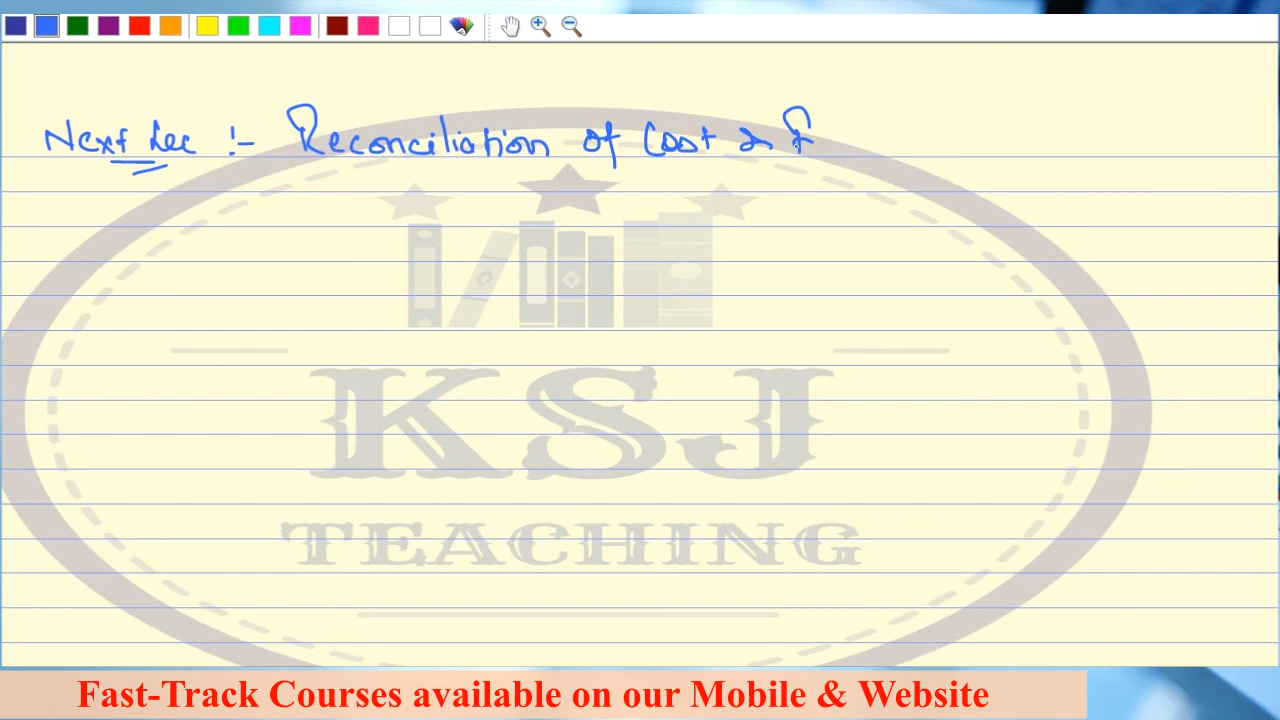 Next Lec :- Reconciliation of Cost &
KSJ
TEACHING
Fast-Track Courses available on our Mobile & Website